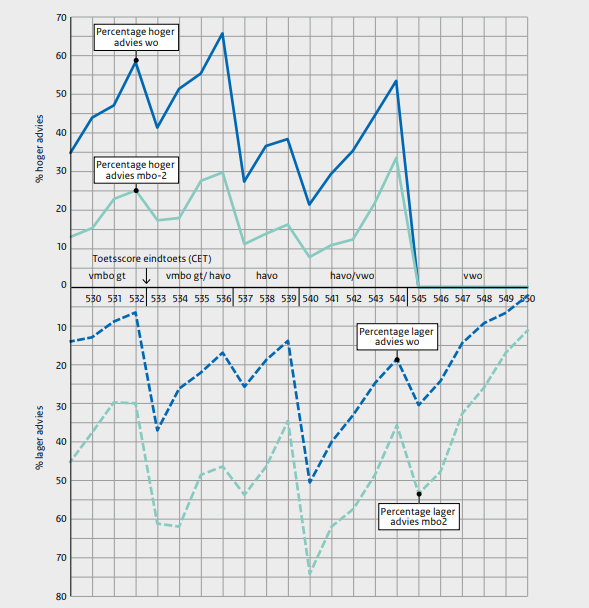 70
Percentage hoger
advies wo
60
50
% hoger advies
40
30
Percentage hoger
advies mbo-2
20
10
Toetsscore eindtoets (CET)
vmbo gt
vmbo gt/havo
havo
havo/vwo
vwo
0
530 531 532 533 534 535 536 537 538 539 540 541 542 543 544 545 546 547 548 549 550
10
Percentage lager
advies wo
20
30
% lager advies
40
50
Percentage lager
advies mbo2
60
70
80